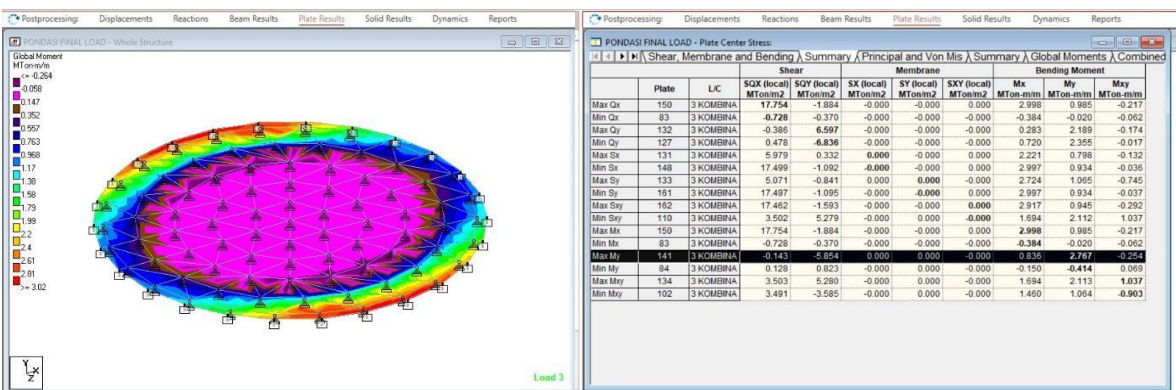 Postprocessing: Displacements Reactions Beam Results Plate Results Solid Results Dynamics Reports
PONDASI FINAL LOAD - Whole Structure
Global Moment
MTon-m/m
<= -0.264
-0.058
0.147
0.352
0.557
0.763
0.968
1.17
1.38
1.58
1.79
1.99
2.2
2.4
2.61
2.81
>= 3.02
Y
X
Z
Load 3
Postprocessing: Displacements Reactions Beam Results Plate Results Solid Results Dynamics Reports
PONDASI FINAL LOAD - Plate Center Stress:
Shear, Membrane and Bending Summary Principal and Von Mis Summary Global Moments Combined
Shear Membrane Bending Moment
Plate L/C SQX (local) MTon/m2 SQY (local) MTon/m2 SX (local) MTon/m2 SY (local) MTon/m2 SXY (local) MTon/m2 Mx MTon-m/m My MTon-m/m Mxy MTon-m/m
Max Qx 150 3 KOMBINA 17.754 -1.884 -0.000 -0.000 0.000 2.998 0.985 -0.217
Min Qx 83 3 KOMBINA -0.728 -0.370 -0.000 -0.000 0.000 -0.384 -0.020 -0.062
Max Qy 132 3 KOMBINA -0.386 6.597 -0.000 -0.000 -0.000 0.283 2.189 -0.174
Min Qy 127 3 KOMBINA 0.478 -6.836 -0.000 -0.000 -0.000 0.720 2.355 -0.017
Max Sx 131 3 KOMBINA 5.979 0.332 0.000 -0.000 -0.000 2.221 0.798 -0.132
Min Sx 148 3 KOMBINA 17.499 -1.092 -0.000 -0.000 -0.000 2.997 0.934 -0.036
Max Sy 133 3 KOMBINA 5.071 -0.841 0.000 0.000 -0.000 2.724 1.065 -0.745
Min Sy 161 3 KOMBINA 17.497 -1.095 -0.000 -0.000 0.000 2.997 0.934 -0.037
Max Sxy 162 3 KOMBINA 17.462 -1.593 -0.000 -0.000 0.000 2.917 0.945 -0.292
Min Sxy 110 3 KOMBINA 3.502 5.279 -0.000 0.000 -0.000 1.694 2.112 1.037
Max Mx 150 3 KOMBINA 17.754 -1.884 -0.000 -0.000 0.000 2.998 0.985 -0.217
Min Mx 83 3 KOMBINA -0.728 -0.370 -0.000 -0.000 0.000 -0.384 -0.020 -0.062
Max My 141 3 KOMBINA -0.143 -5.854 0.000 0.000 -0.000 0.836 2.767 -0.254
Min My 84 3 KOMBINA 0.128 0.823 -0.000 -0.000 -0.000 -0.150 -0.414 0.069
Max Mxy 134 3 KOMBINA 3.503 5.280 -0.000 0.000 -0.000 1.694 2.113 1.037
Min Mxy 102 3 KOMBINA 3.491 -3.585 -0.000 0.000 -0.000 1.460 1.064 -0.903